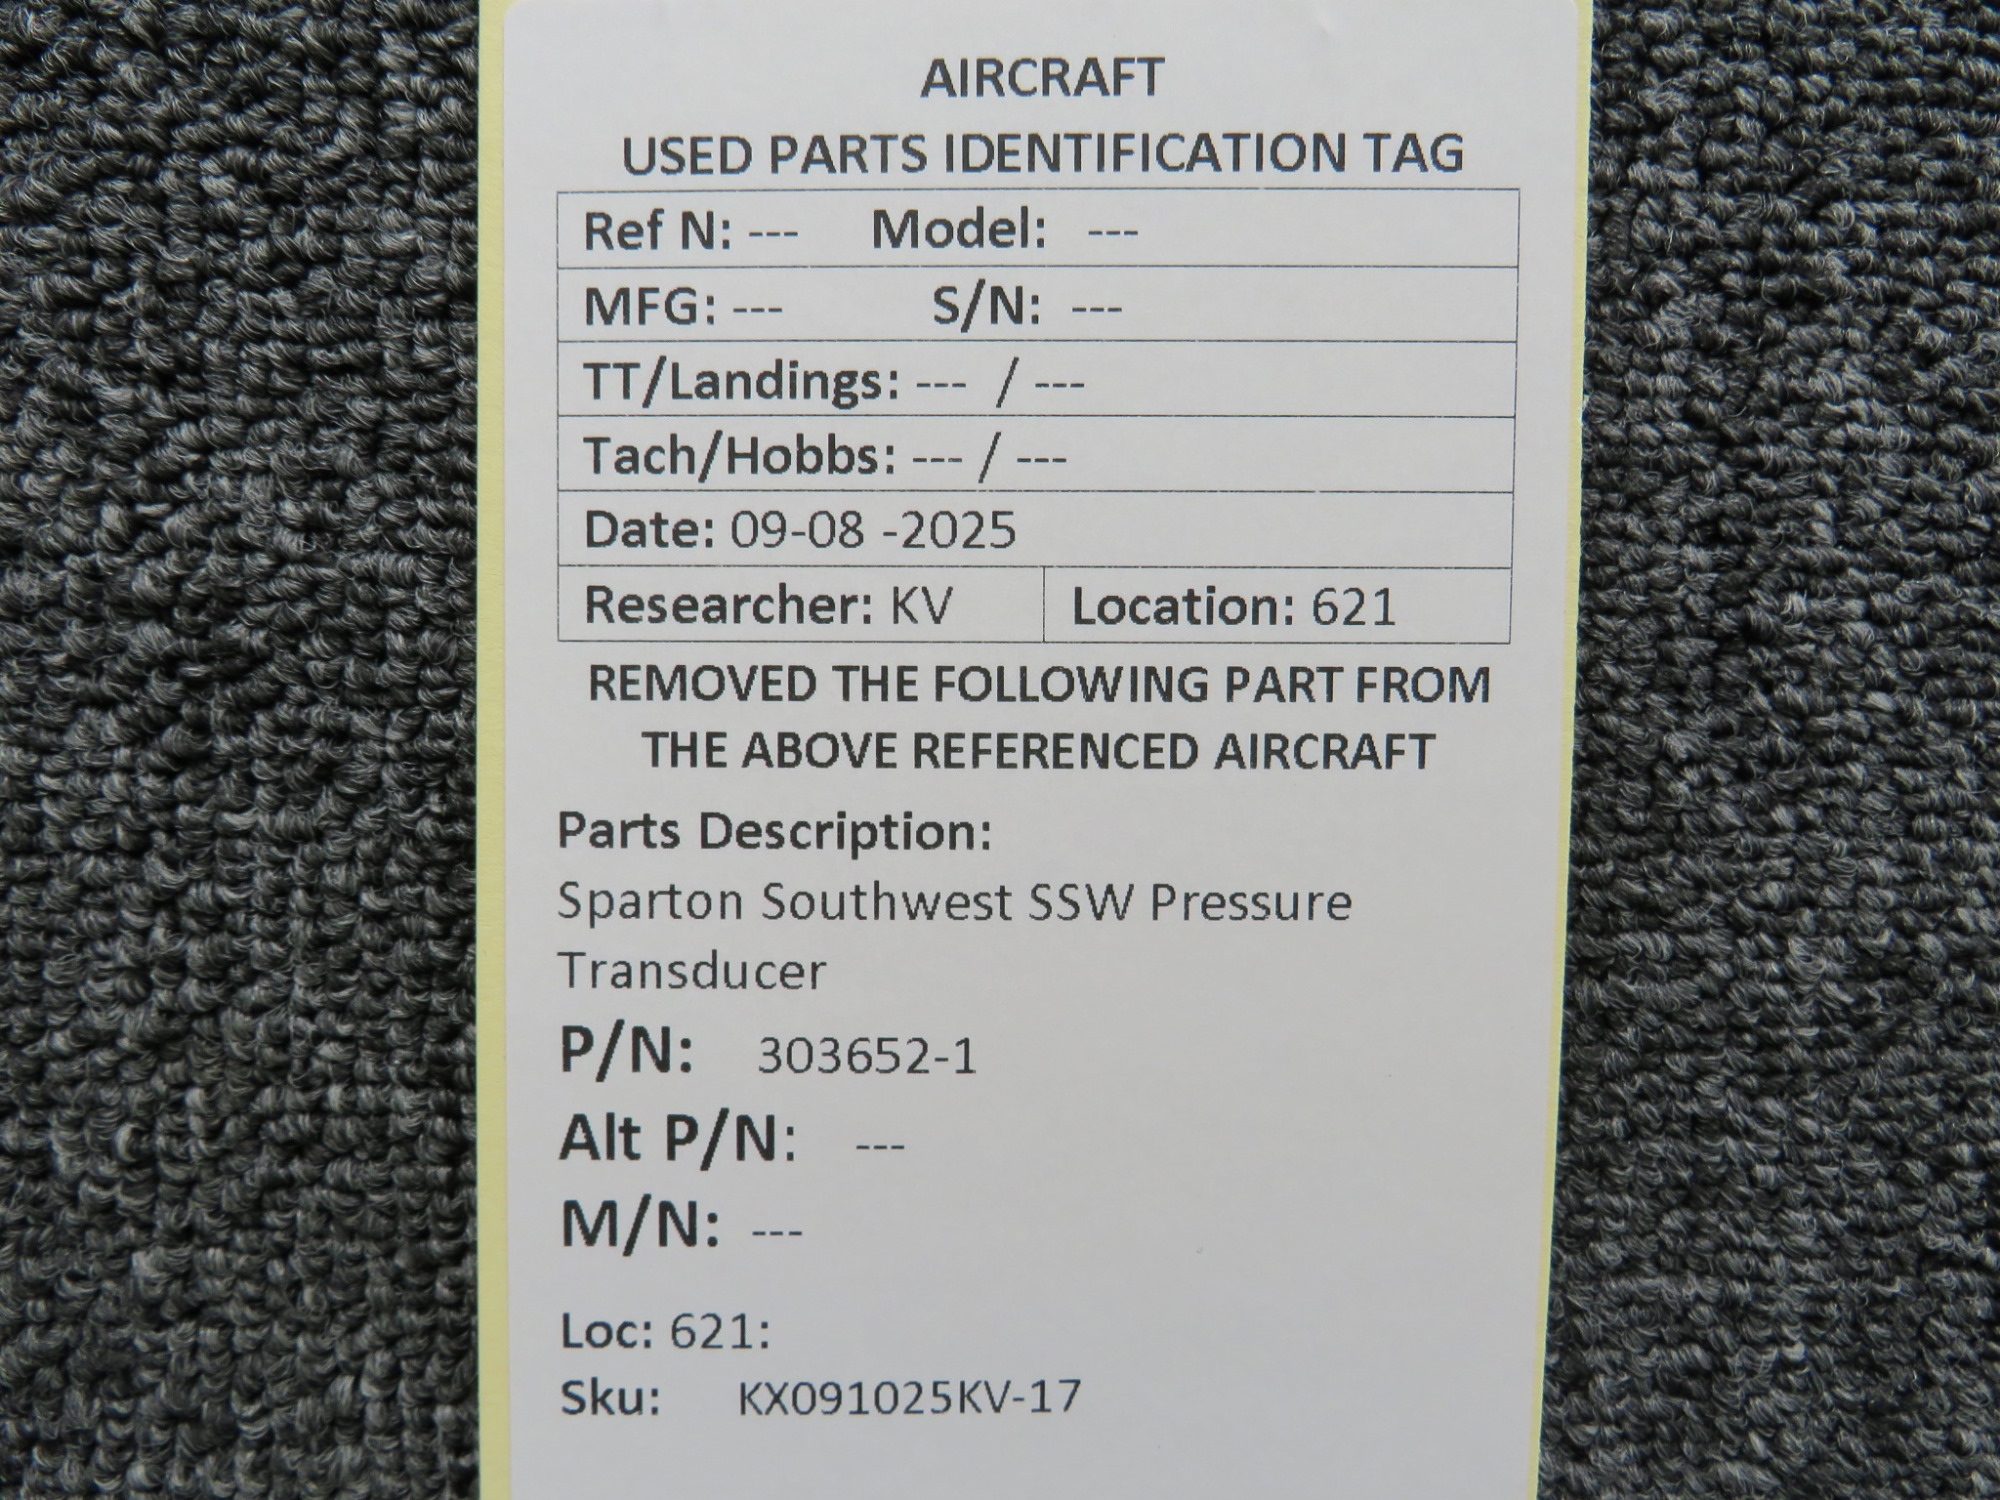 AIRCRAFT
USED PARTS IDENTIFICATION TAG
Ref N: --- Model: ---
MFG: --- S/N: ---
TT/Landings: --- / ---
Tach/Hobbs: --- / ---
Date: 09-08 -2025
Researcher: KV Location: 621
REMOVED THE FOLLOWING PART FROM
THE ABOVE REFERENCED AIRCRAFT
Parts Description:
Sparton Southwest SSW Pressure
Transducer
P/N: 303652-1
Alt P/N: ---
M/N: ---
Loc: 621:
Sku: KX091025KV-17